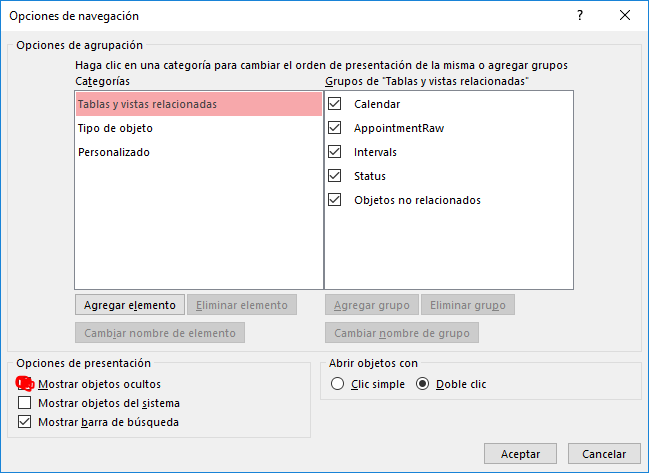 Opciones de navegación
Opciones de agrupación
Haga clic en una categoría para cambiar el orden de presentación de la misma o agregar grupos
Categorías
Grupos de "Tablas y vistas relacionadas"
Tablas y vistas relacionadas
Tipo de objeto
Personalizado
Calendar
AppointmentRaw
Intervals
Status
Objetos no relacionados
Agregar elemento
Eliminar elemento
Agregar grupo
Eliminar grupo
Cambiar nombre de elemento
Cambiar nombre de grupo
Opciones de presentación
Mostrar objetos ocultos
Mostrar objetos del sistema
Mostrar barra de búsqueda
Abrir objetos con
Clic simple
Doble clic
Aceptar
Cancelar